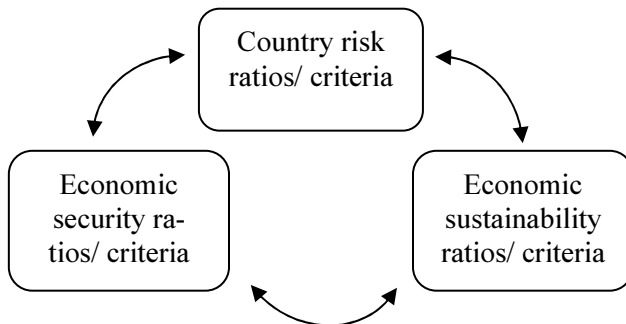 Country risk
ratios/ criteria
Economic
security ra-
tios/ criteria
Economic
sustainability
ratios/ criteria